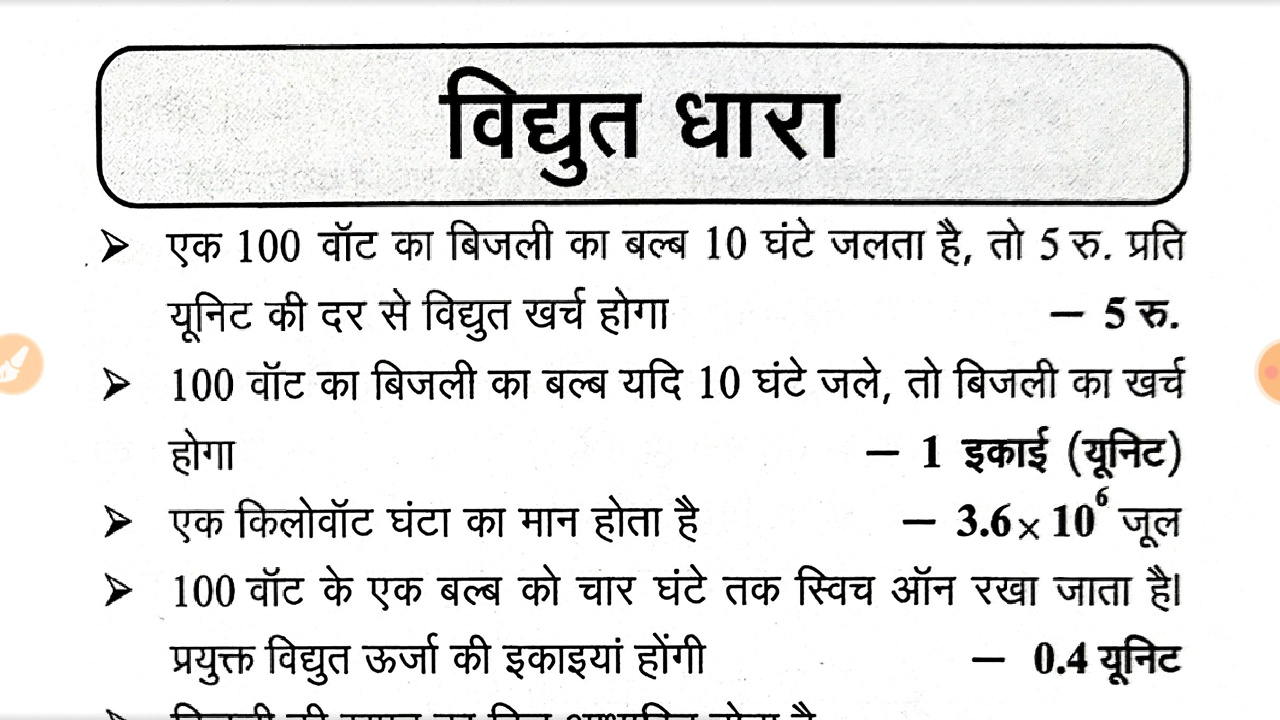 विद्युत धारा
➢ एक 100 वॉट का बिजली का बल्ब 10 घंटे जलता है, तो 5 रु. प्रति
यूनिट की दर से विद्युत खर्च होगा — 5 रु.
➢ 100 वॉट का बिजली का बल्ब यदि 10 घंटे जले, तो बिजली का खर्च
होगा — 1 इकाई (यूनिट)
➢ एक किलोवॉट घंटा का मान होता है — 3.6 × 10⁶ जूल
➢ 100 वॉट के एक बल्ब को चार घंटे तक स्विच ऑन रखा जाता है।
प्रयुक्त विद्युत ऊर्जा की इकाइयां होंगी — 0.4 यूनिट